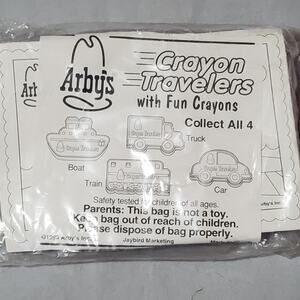 Arby's
Crayon
Travelers
with Fun Crayons
Collect All 4
Truck
Boat
Train
Car
Safety tested for children of all ages.
Parents: This bag is not a toy.
Keep bag out of reach of children.
Please dispose of bag properly.
Arby's Inc.
Jaybird Marketing